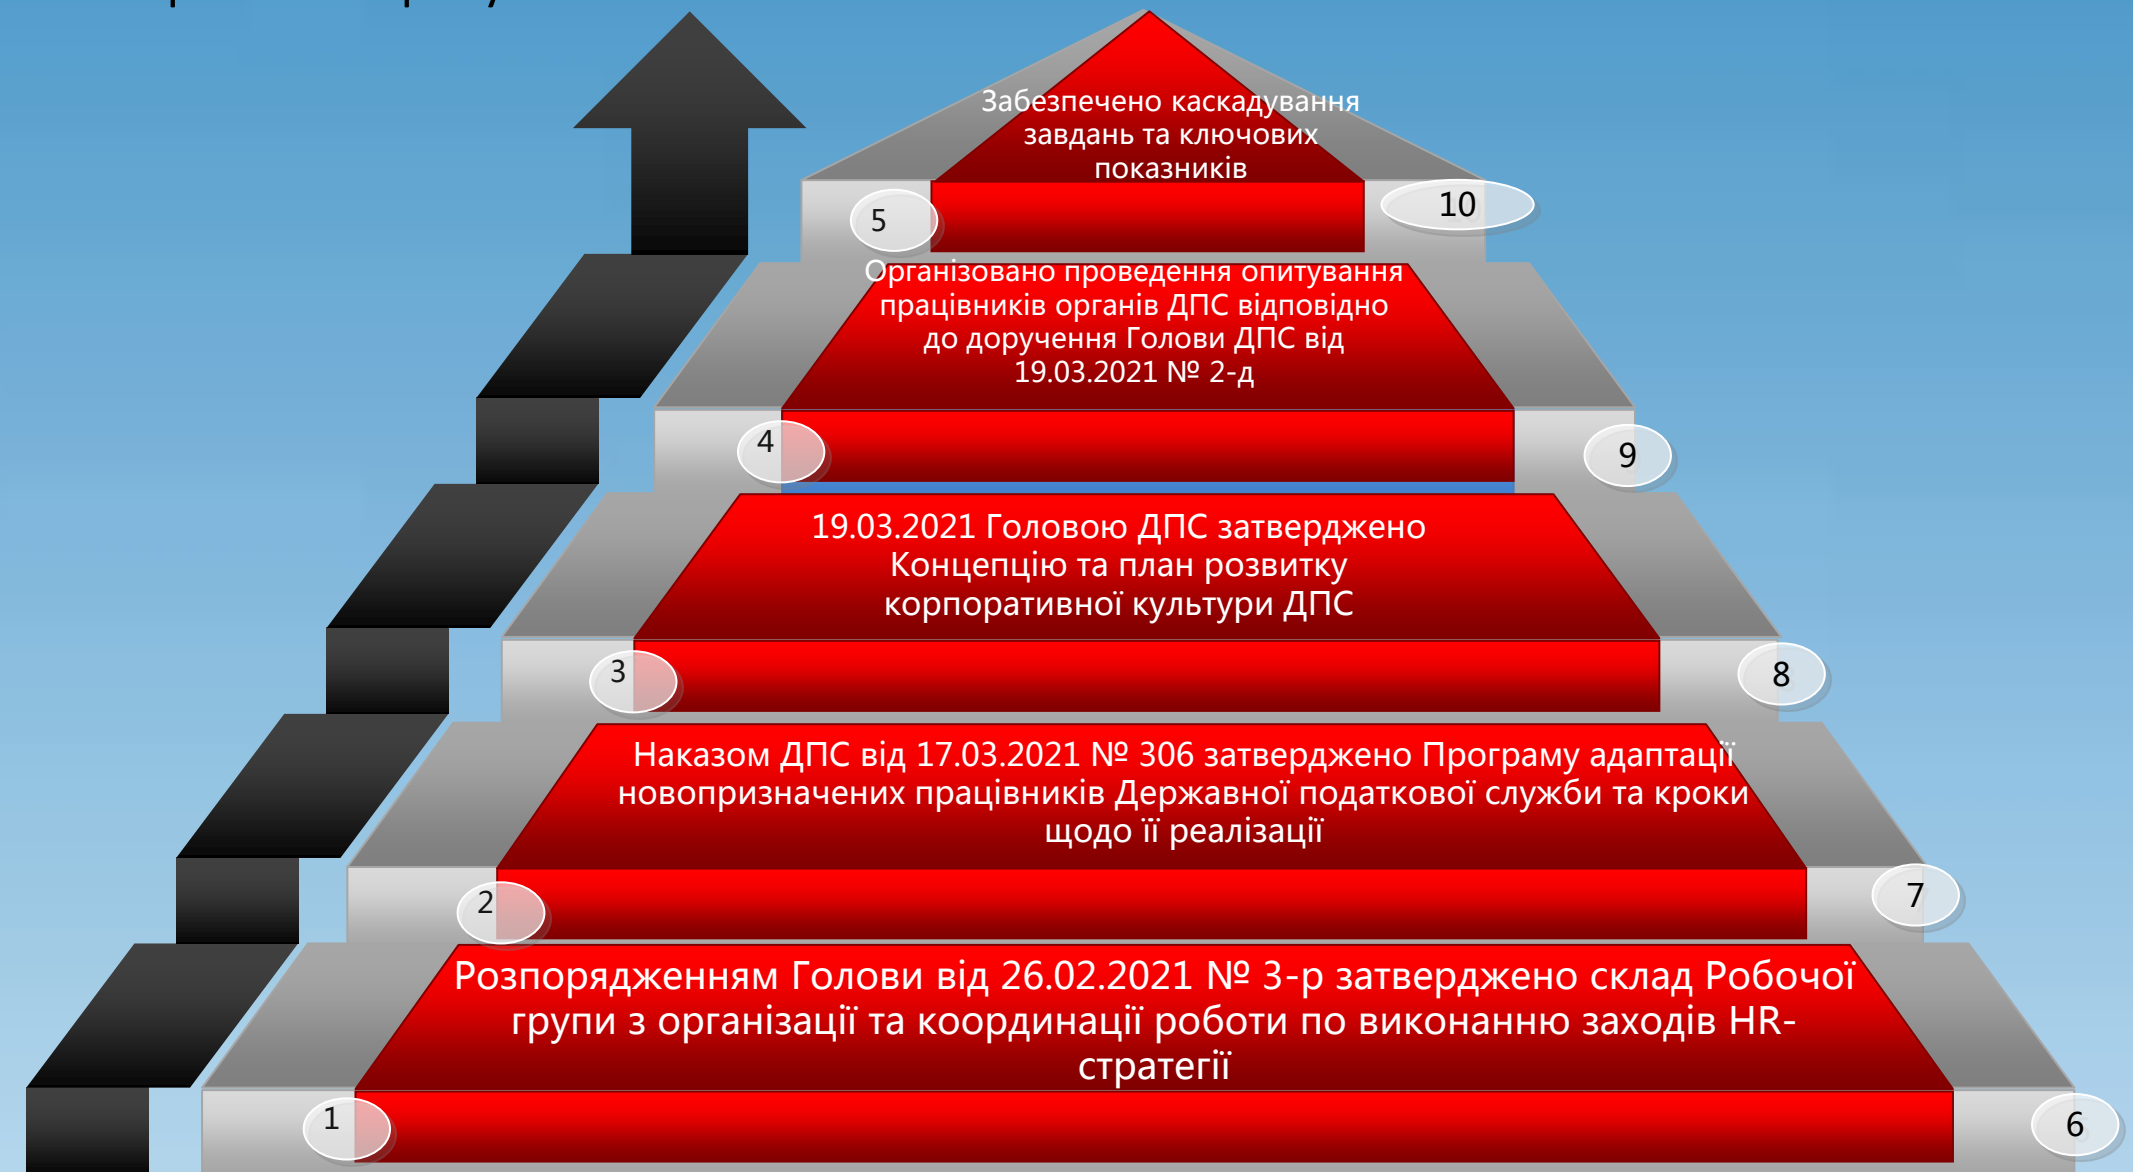 Забезпечено каскадування
завдань та ключових
показників
5
10
Організовано проведення опитування
працівників органів ДПС відповідно
до доручення Голови ДПС від
19.03.2021 № 2-д
4
9
19.03.2021 Головою ДПС затверджено
Концепцію та план розвитку
корпоративної культури ДПС
3
8
Наказом ДПС від 17.03.2021 № 306 затверджено Програму адаптації
новопризначених працівників Державної податкової служби та кроки
щодо її реалізації
2
7
Розпорядженням Голови від 26.02.2021 № 3-р затверджено склад Робочої
групи з організації та координації роботи по виконанню заходів HR-
стратегії
1
6